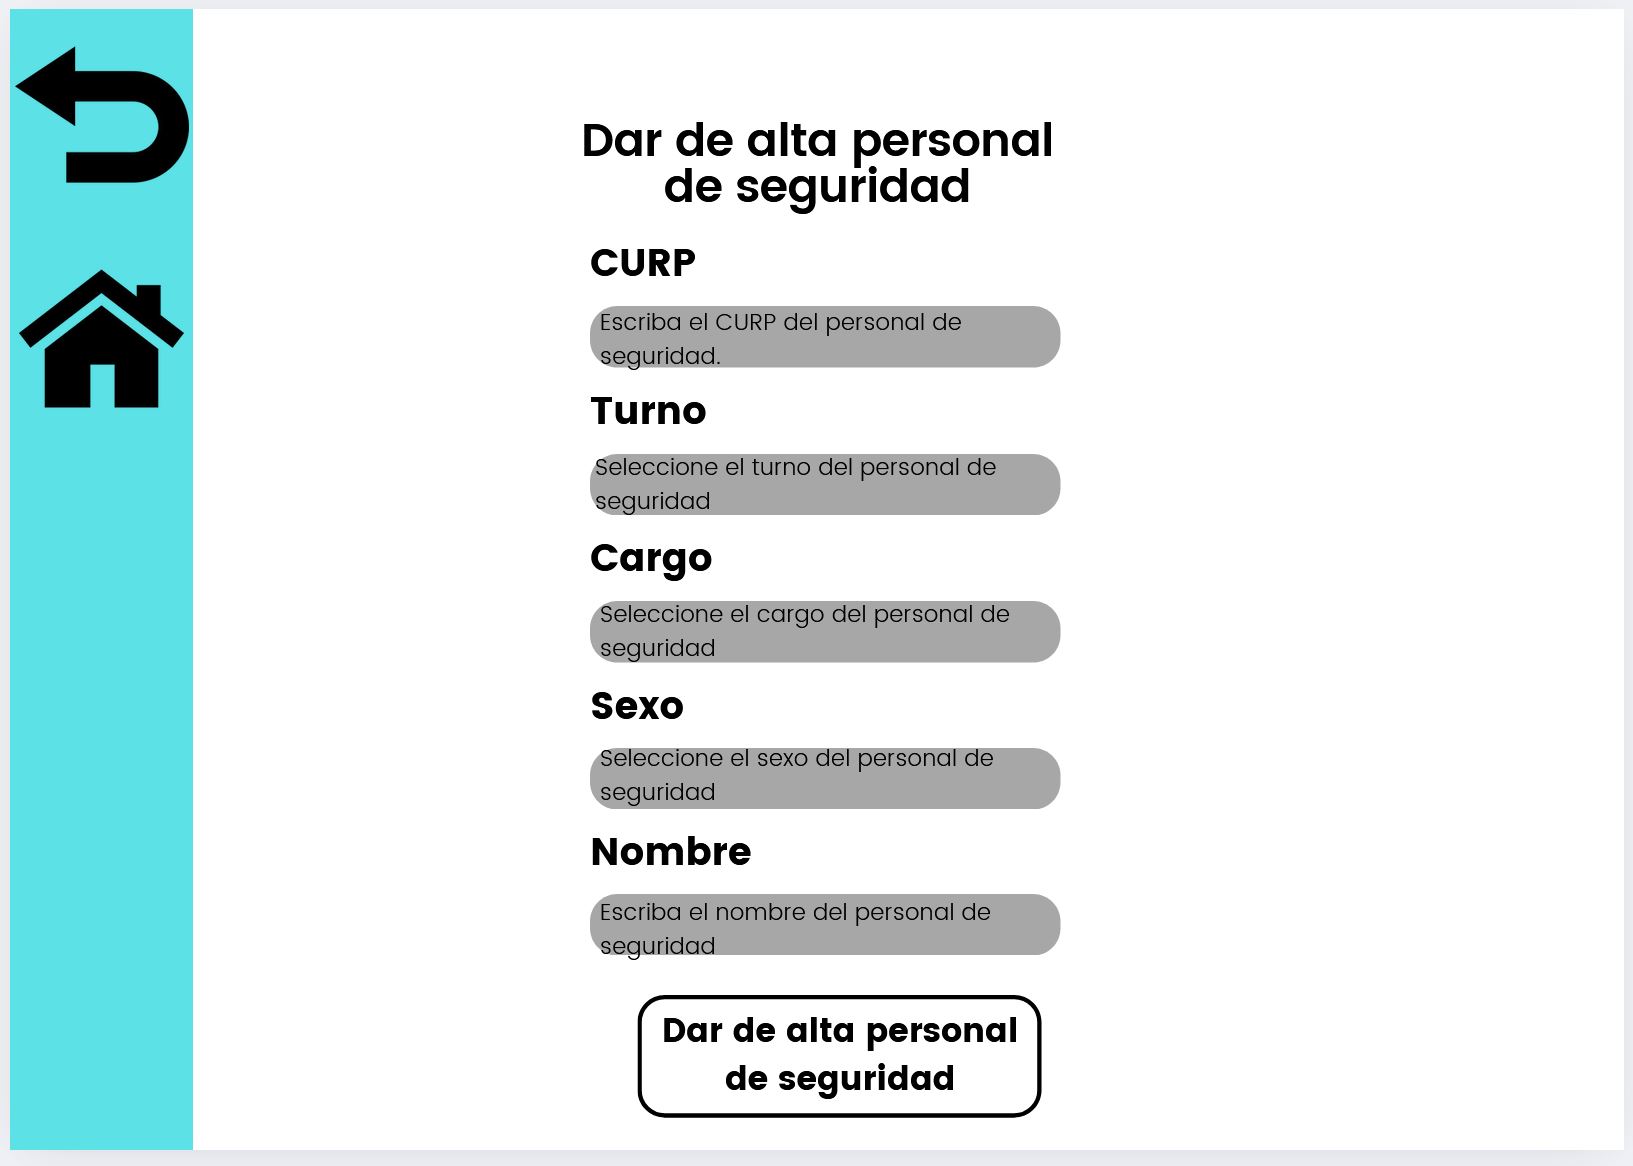 Dar de alta personal
de seguridad
CURP
Escriba el CURP del personal de
seguridad.
Turno
Seleccione el turno del personal de
seguridad
Cargo
Seleccione el cargo del personal de
seguridad
Sexo
Seleccione el sexo del personal de
seguridad
Nombre
Escriba el nombre del personal de
seguridad
Dar de alta personal
de seguridad